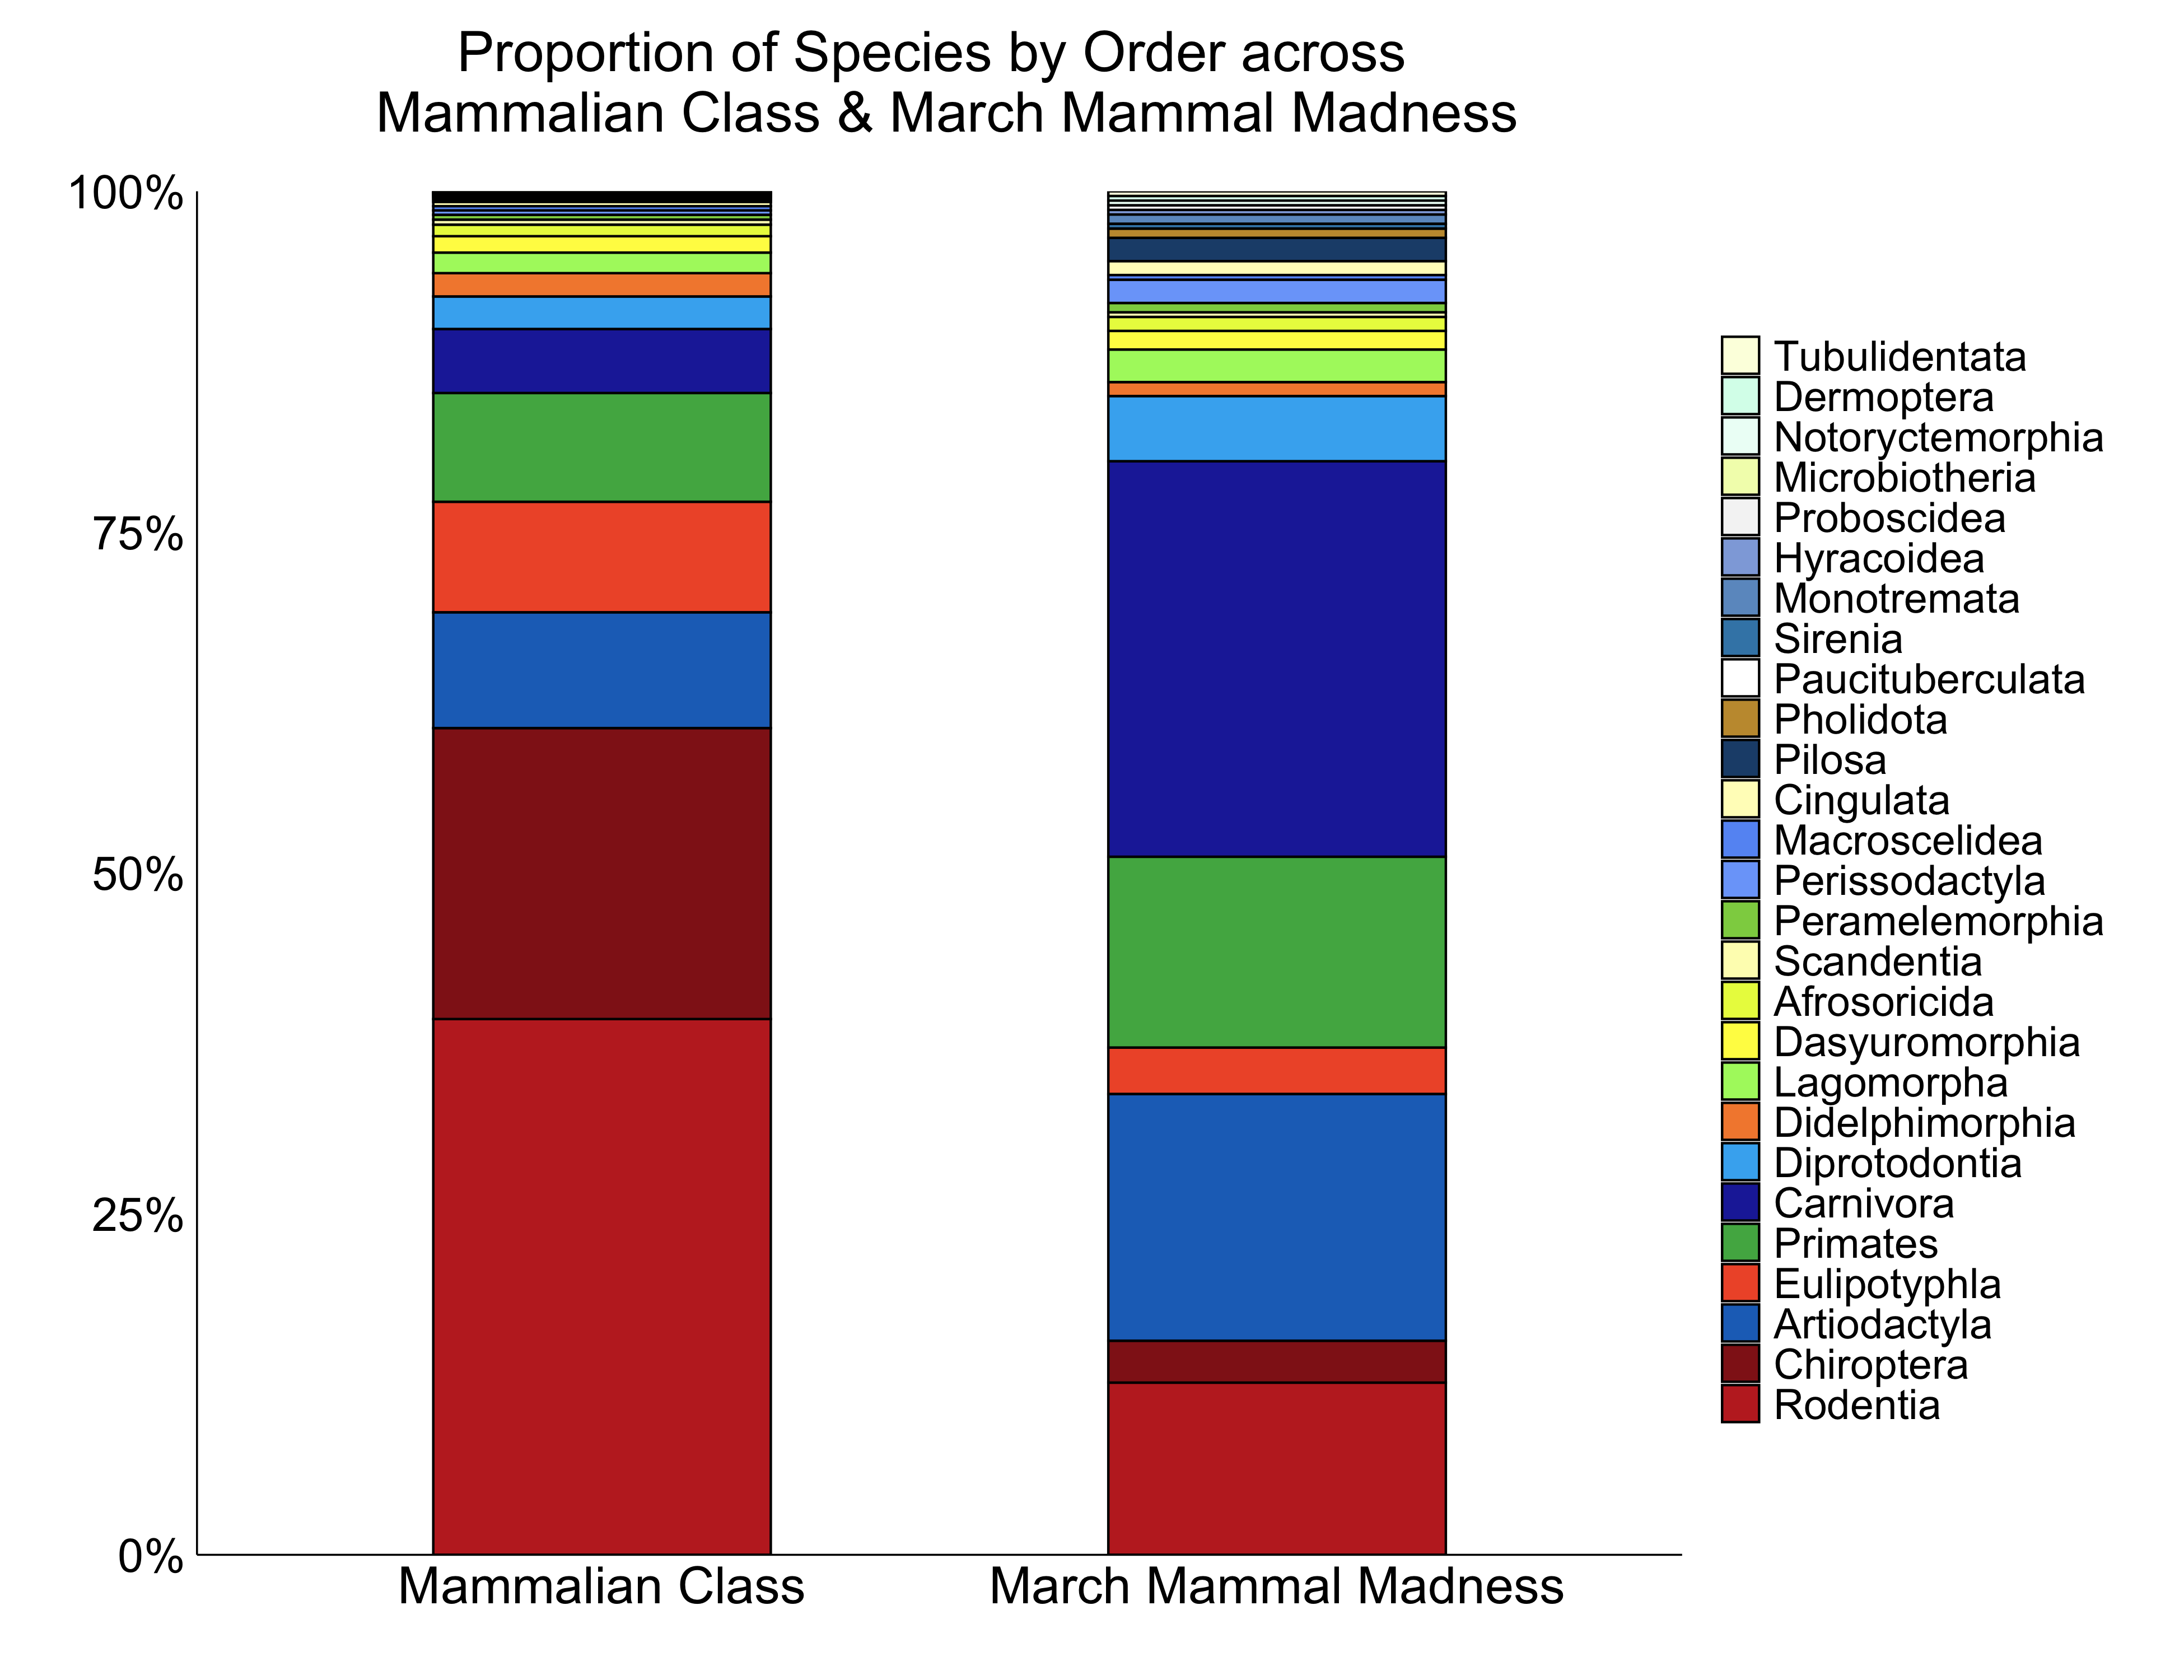 Proportion of Species by Order across
Mammalian Class & March Mammal Madness
100%
75%
50%
25%
0%
Mammalian Class
March Mammal Madness
Tubulidentata
Dermoptera
Notoryctemorphia
Microbiotheria
Proboscidea
Hyracoidea
Monotremata
Sirenia
Paucituberculata
Pholidota
Pilosa
Cingulata
Macroscelidea
Perissodactyla
Peramelemorphia
Scandentia
Afrosoricida
Dasyuromorphia
Lagomorpha
Didelphimorphia
Diprotodontia
Carnivora
Primates
Eulipotyphla
Artiodactyla
Chiroptera
Rodentia